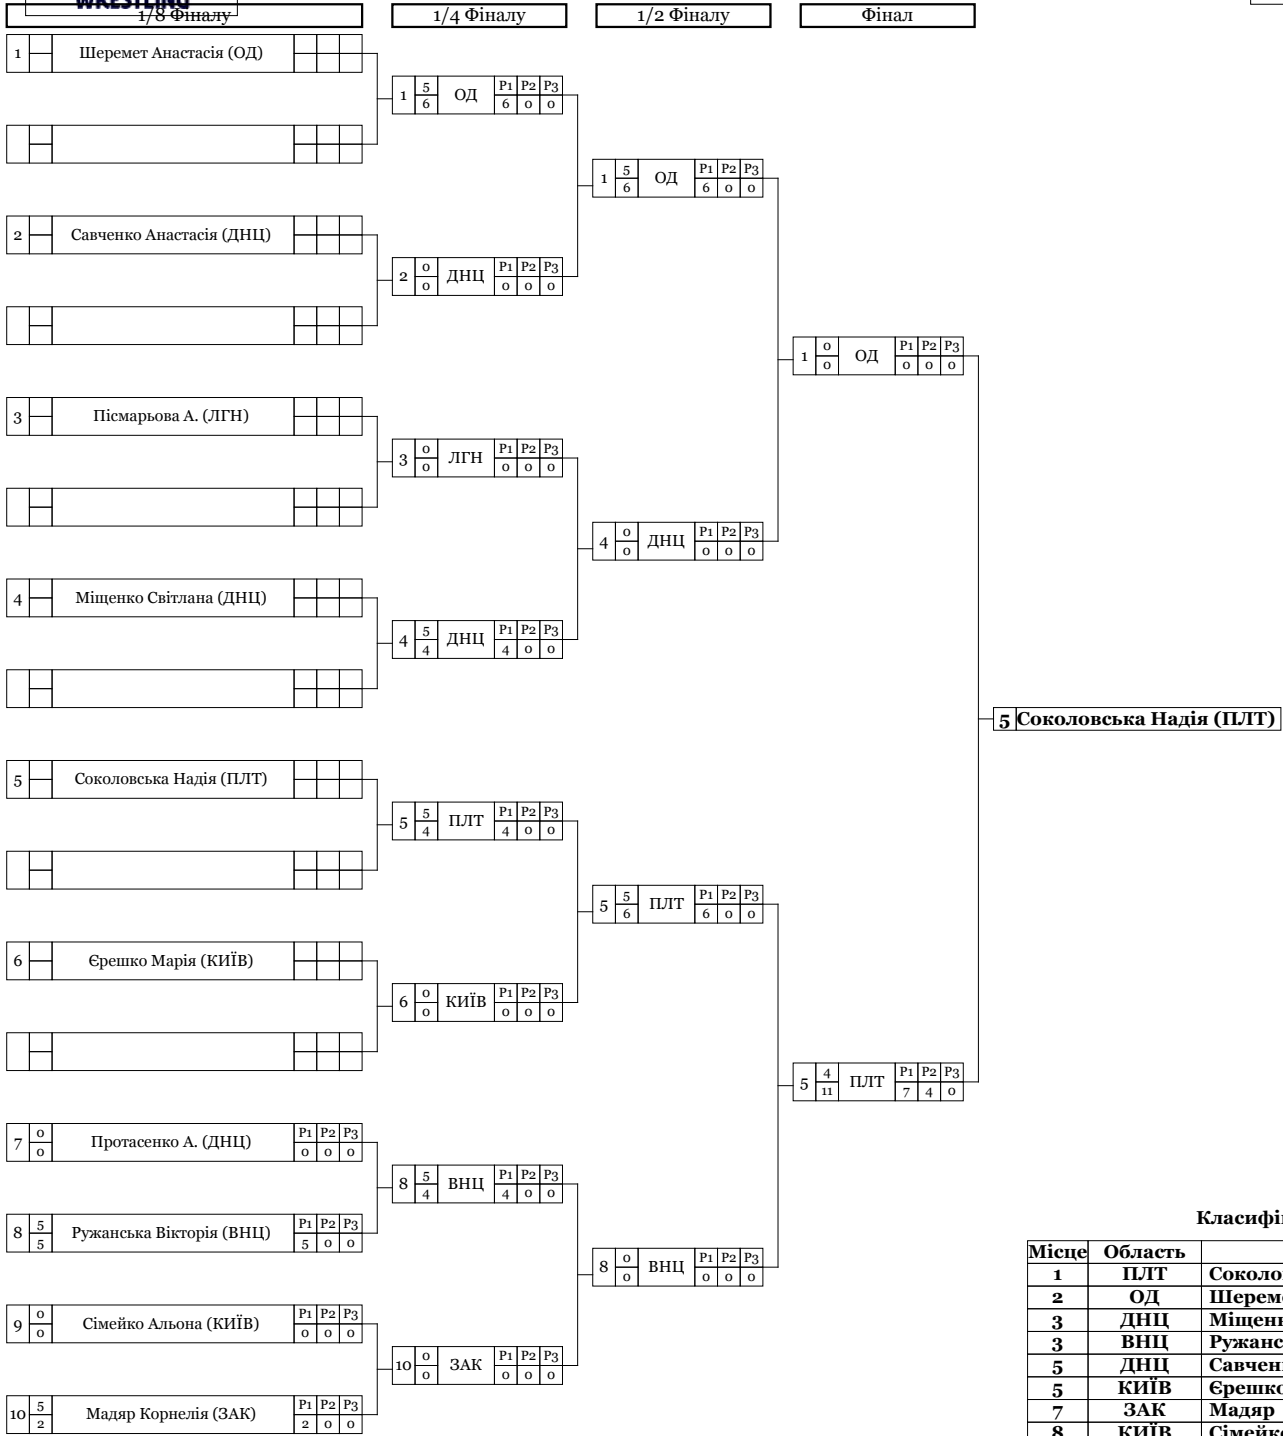 WRESTLING
1/8 Фіналу 1/4 Фіналу 1/2 Фіналу Фінал
1 Шеремет Анастасія (ОД)
1 5 6 ОД P1 P2 P3 6 0 0
1 5 6 ОД P1 P2 P3 6 0 0
2 Савченко Анастасія (ДНЦ)
2 0 0 ДНЦ P1 P2 P3 0 0 0
1 0 0 ОД P1 P2 P3 0 0 0
3 Пісмарьова А. (ЛГН)
3 0 0 ЛГН P1 P2 P3 0 0 0
4 0 0 ДНЦ P1 P2 P3 0 0 0
4 Міщенко Світлана (ДНЦ)
4 5 4 ДНЦ P1 P2 P3 4 0 0
5 Соколовська Надія (ПЛТ)
5 Соколовська Надія (ПЛТ)
5 5 4 ПЛТ P1 P2 P3 4 0 0
5 5 6 ПЛТ P1 P2 P3 6 0 0
6 Єрешко Марія (КИЇВ)
6 0 0 КИЇВ P1 P2 P3 0 0 0
5 4 11 ПЛТ P1 P2 P3 7 4 0
7 0 0 Протасенко А. (ДНЦ) P1 P2 P3 0 0 0
8 5 4 ВНЦ P1 P2 P3 4 0 0
8 5 5 Ружанська Вікторія (ВНЦ) P1 P2 P3 5 0 0
8 0 0 ВНЦ P1 P2 P3 0 0 0
9 0 0 Сімейко Альона (КИЇВ) P1 P2 P3 0 0 0
10 0 0 ЗАК P1 P2 P3 0 0 0
10 5 2 Мадяр Корнелія (ЗАК) P1 P2 P3 2 0 0
Місце Область
1 ПЛТ
2 ОД
3 ДНЦ
3 ВНЦ
5 ДНЦ
5 КИЇВ
7 ЗАК Мадяр
8 КИЇВ